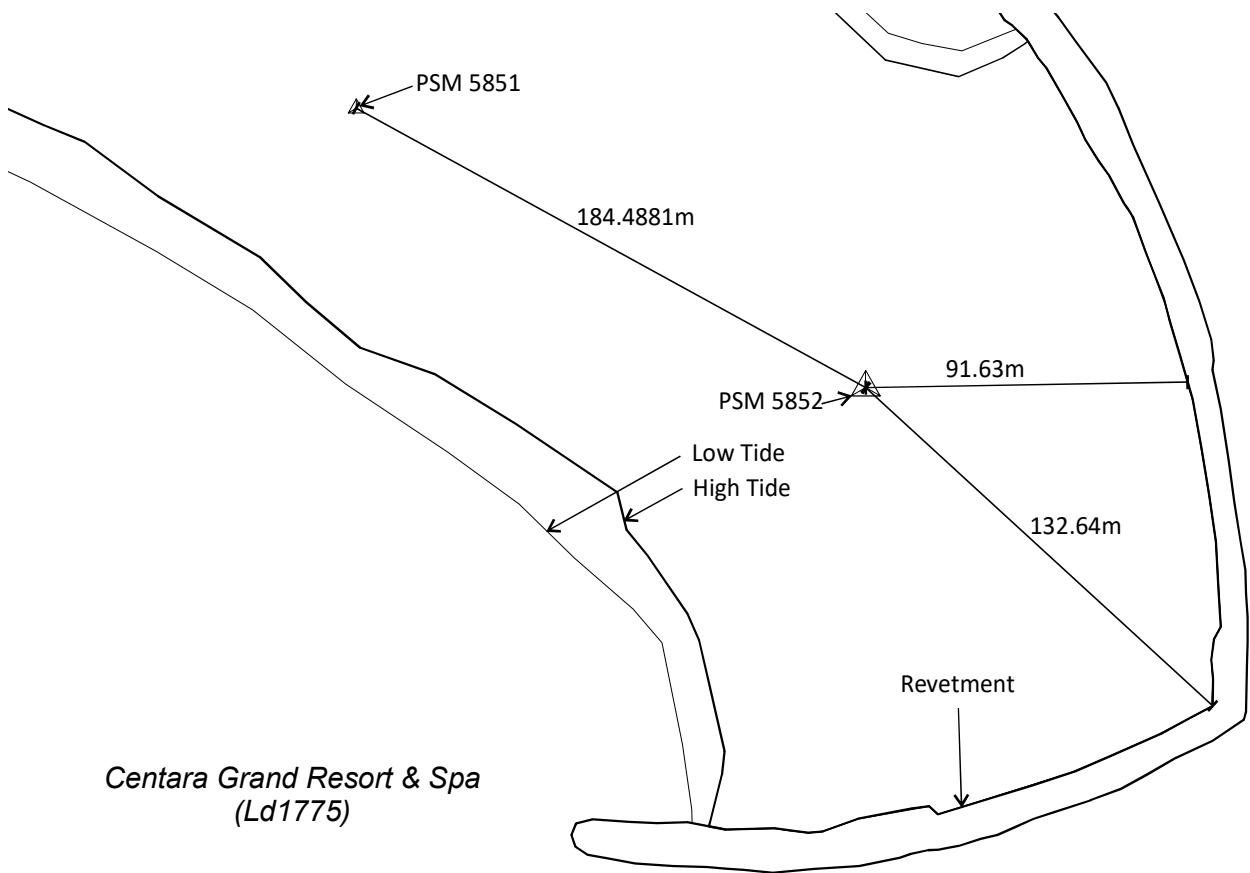 PSM 5851
184.4881m
91.63m
PSM 5852
Low Tide
High Tide
132.64m
Revetment
Centara Grand Resort & Spa
(Ld1775)